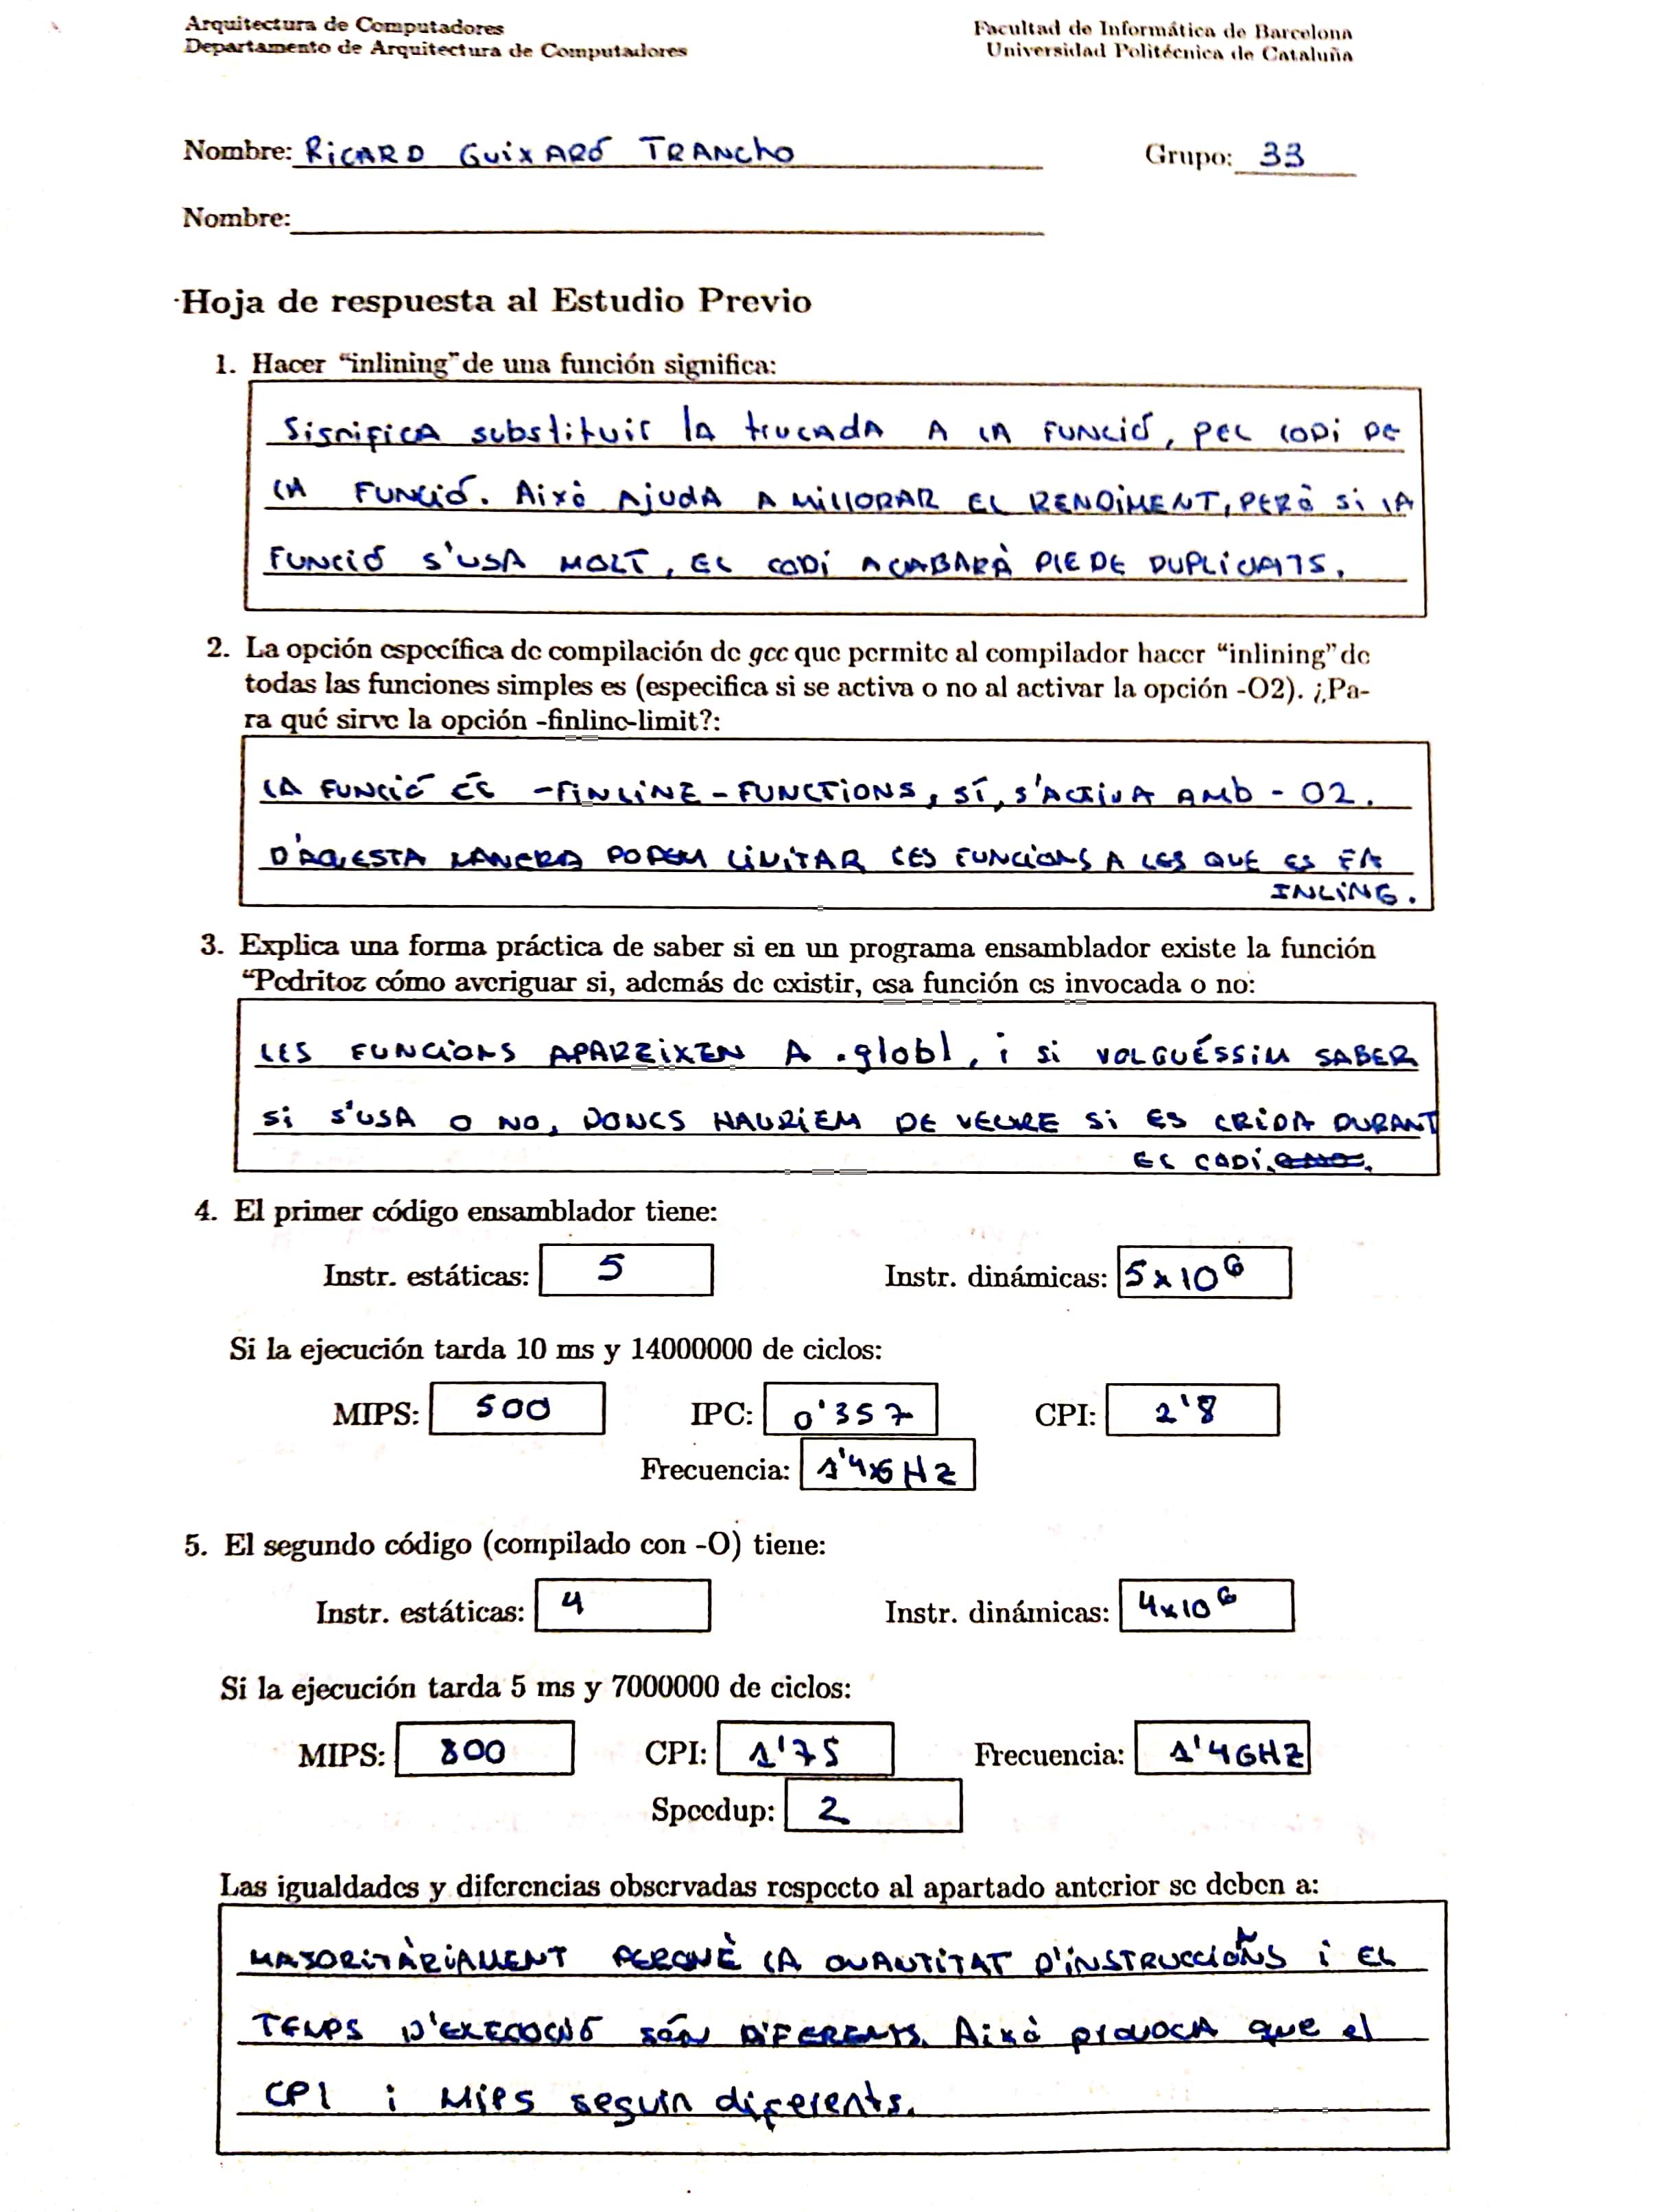 Arquitectura de Computadores
Departamento de Arquitectura de Computadores
Facultad de Informática de Barcelona
Universidad Politécnica de Cataluña
Nombre: RICARD GUIXARÓ TRANCHO
Grupo: 33
Nombre:
Hoja de respuesta al Estudio Previo
1. Hacer “inlining”de una función significa:
SIGNIFICA substituir la trucada A LA FUNCIÓ, PEL CODI DE
LA FUNCIÓ. Això AJUDA A MILLORAR EL RENDIMENT, PERÒ SI LA
FUNCIÓ S'USA MOLT, EL CODI ACABARÀ PLE DE DUPLICATS.
2. La opción específica de compilación de gcc que permite al compilador hacer “inlining”de
todas las funciones simples es (especifica si se activa o no al activar la opción -O2). ¿Pa-
ra qué sirve la opción -finline-limit?:
LA FUNCIÓ ÉS -FINLINE-FUNCTIONS, SÍ, S'ACTIVA AMB -O2.
D'AQUESTA MANERA PODEM LIMITAR LES FUNCIONS A LES QUE ES FA
INLING.
3. Explica una forma práctica de saber si en un programa ensamblador existe la función
“Pedritoz cómo averiguar si, además de existir, esa función es invocada o no:
LES FUNCIONS APAREIXEN A .globl, i si VOLGUÉSSIM SABER
SI S'USA O NO, DONCS HAURIEM DE VEURE SI ES CRIDA DURANT
EL CODI.
4. El primer código ensamblador tiene:
Instr. estáticas: 5 Instr. dinámicas: 5x10⁶
Si la ejecución tarda 10 ms y 14000000 de ciclos:
MIPS: 500 IPC: 0'357 CPI: 2'8
Frecuencia: 1'4 GHz
5. El segundo código (compilado con -O) tiene:
Instr. estáticas: 4 Instr. dinámicas: 4x10⁶
Si la ejecución tarda 5 ms y 7000000 de ciclos:
MIPS: 800 CPI: 1'75 Frecuencia: 1'4GHZ
Speedup: 2
Las igualdades y diferencias observadas respecto al apartado anterior se deben a:
MAJORITÀRIAMENT PERQUÈ LA QUANTITAT D'INSTRUCCIONS i EL
TEMPS D'EXECUCIÓ SÓN DIFERENTS. Això provoca que el
CPI i MIPS seguin diferents.